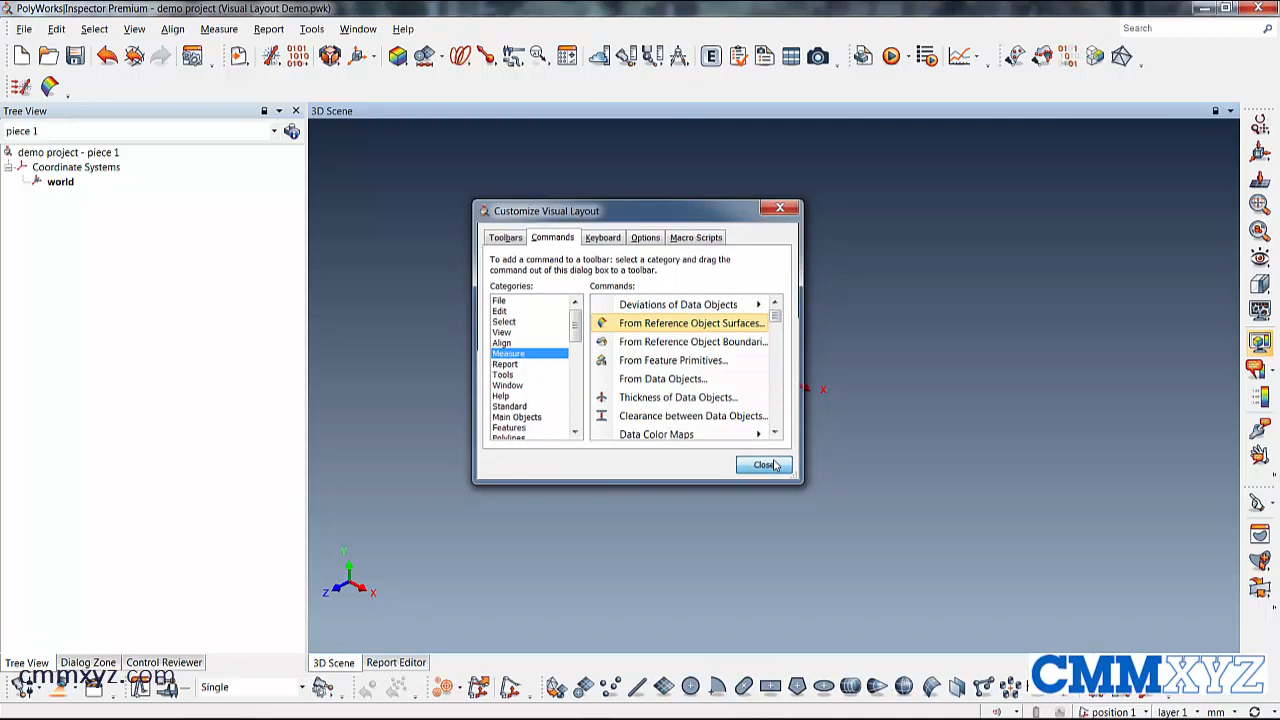 PolyWorks|Inspector Premium - demo project (Visual Layout Demo.pwk)
File Edit Select View Align Measure Report Tools Window Help Search
Tree View 3D Scene
piece 1
demo project - piece 1
Coordinate Systems
world
Customize Visual Layout
Toolbars Commands Keyboard Options Macro Scripts
To add a command to a toolbar: select a category and drag the
command out of this dialog box to a toolbar.
Categories: Commands:
File
Edit
Select
View
Align
Measure
Report
Tools
Window
Help
Standard
Main Objects
Features
Polylines
Deviations of Data Objects
From Reference Object Surfaces...
From Reference Object Boundari...
From Feature Primitives...
From Data Objects...
Thickness of Data Objects...
Clearance between Data Objects...
Data Color Maps
Close
X
Y
Z X
Tree View Dialog Zone Control Reviewer 3D Scene Report Editor
cmmxyz.com
Single
CMMXYZ
position 1 layer 1 mm